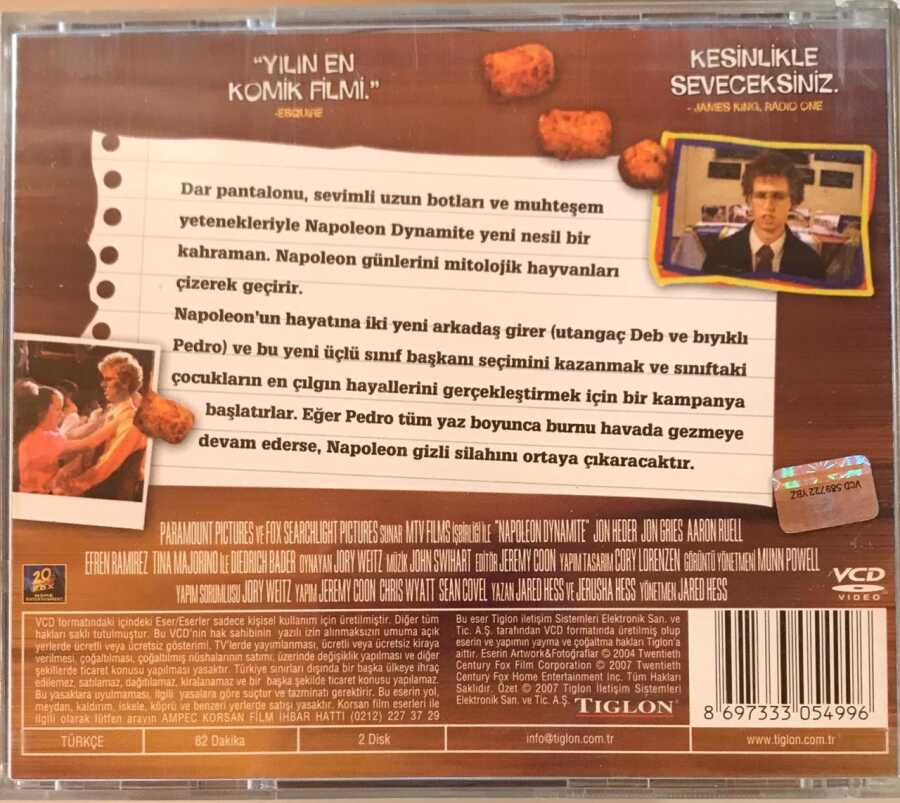 “YILIN EN
KOMİK FİLMİ.”
-ESQUIRE
KESİNLİKLE
SEVECEKSİNİZ.
- JAMES KING, RADIO ONE
Dar pantalonu, sevimli uzun botları ve muhteşem
yetenekleriyle Napoleon Dynamite yeni nesil bir
kahraman. Napoleon günlerini mitolojik hayvanları
çizerek geçirir.
Napoleon'un hayatına iki yeni arkadaş girer (utangaç Deb ve bıyıklı
Pedro) ve bu yeni üçlü sınıf başkanı seçimini kazanmak ve sınıftaki
çocukların en çılgın hayallerini gerçekleştirmek için bir kampanya
başlatırlar. Eğer Pedro tüm yaz boyunca burnu havada gezmeye
devam ederse, Napoleon gizli silahını ortaya çıkaracaktır.
VCD 589722 YBZ
PARAMOUNT PICTURES VE FOX SEARCHLIGHT PICTURES SUNAR MTV FILMS İŞBİRLİĞİ İLE "NAPOLEON DYNAMITE" JON HEDER JON GRIES AARON RUELL
EFREN RAMIREZ TINA MAJORINO İLE DIEDRICH BADER OYNAYAN JORY WEITZ MÜZİK JOHN SWIHART EDİTÖR JEREMY COON YAPIM TASARIM CORY LORENZEN GÖRÜNTÜ YÖNETMENİ MUNN POWELL
YAPIM SORUMLUSU JORY WEITZ YAPIM JEREMY COON CHRIS WYATT SEAN COVEL YAZAN JARED HESS VE JERUSHA HESS YÖNETMEN JARED HESS
20
FOX
HOME
ENTERTAINMENT
VCD
VIDEO
VCD formatındaki içindeki Eser/Eserler sadece kişisel kullanım için üretilmiştir. Diğer tüm
hakları saklı tutulmuştur. Bu VCD'nin hak sahibinin yazılı izin alınmaksızın umuma açık
yerlerde ücretli veya ücretsiz gösterimi, TV'lerde yayımlanması, ücretli veya ücretsiz kiraya
verilmesi, çoğaltılması, çoğaltılmış nüshalarının satımı, üzerinde değişiklik yapılması ve diğer
şekillerde ticaret konusu yapılması yasaktır. Türkiye sınırları dışında bir başka ülkeye ihraç
edilemez, satılamaz, dağıtılamaz, kiralanamaz ve bir başka şekilde ticaret konusu yapılamaz.
Bu yasaklara uyulmaması, ilgili yasalara göre suçtur ve tazminatı gerektirir. Bu eserin yol,
meydan, kaldırım, iskele, köprü ve benzeri yerlerde satışı yasaktır. Korsan film eserleri ile
ilgili olarak lütfen arayın AMPEC KORSAN FİLM İHBAR HATTI (0212) 227 37 29
Bu eser Tiglon İletişim Sistemleri Elektronik San. ve
Tic. A.Ş. tarafından VCD formatında üretilmiş olup
eserin ve yapımın yayına ve çoğaltma hakları Tiglon'a
aittir. Eserin Artwork&Fotoğraflar © 2004 Twentieth
Century Fox Film Corporation © 2007 Twentieth
Century Fox Home Entertainment Inc. Tüm Hakları
Saklıdır. Özet © 2007 Tiglon İletişim Sistemleri
Elektronik San. ve Tic. A.Ş. TIGLON
8 697333 054996
TÜRKÇE
82 Dakika
2 Disk
info@tiglon.com.tr
www.tiglon.com.tr